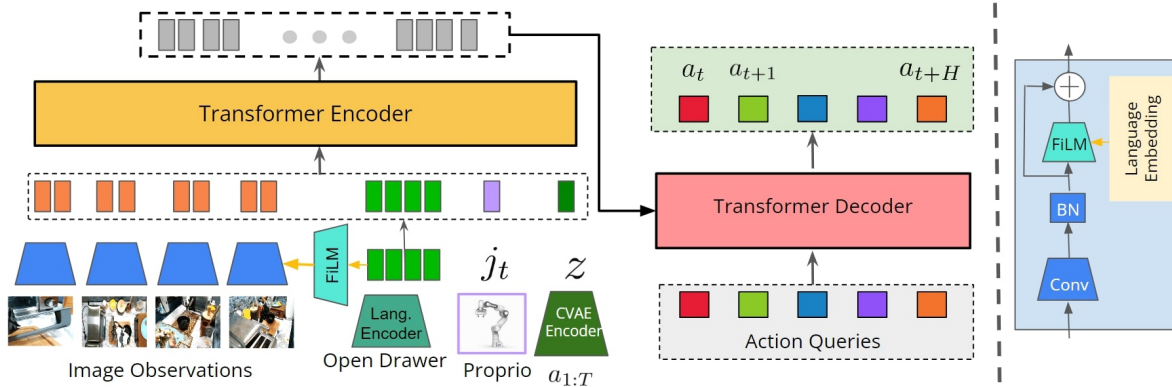 Transformer Encoder
FiLM
Lang.
Encoder
Open Drawer
Image Observations
j_t
Proprio
z
CVAE
Encoder
a_{1:T}
a_t
a_{t+1}
a_{t+H}
Transformer Decoder
Action Queries
FiLM
BN
Conv
Language
Embedding